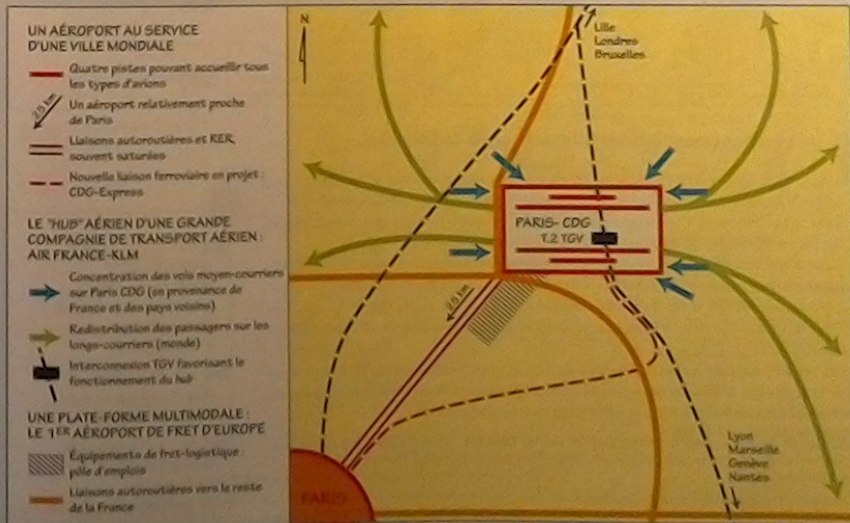 UN AÉROPORT AU SERVICE
D'UNE VILLE MONDIALE
Quatre pistes pouvant accueillir tous
les types d'avions
25 km
Un aéroport relativement proche
de Paris
Liaisons autoroutières et RER,
souvent saturées
Nouvelle liaison ferroviaire en projet :
CDG-Express
LE "HUB" AÉRIEN D'UNE GRANDE
COMPAGNIE DE TRANSPORT AÉRIEN :
AIR FRANCE-KLM
Concentration des vols moyen-courriers
sur Paris CDG (en provenance de
France et des pays voisins)
Redistribution des passagers sur les
longs-courriers (monde)
Interconnexion TGV favorisant le
fonctionnement du hub
UNE PLATE-FORME MULTIMODALE :
LE 1ER AÉROPORT DE FRET D'EUROPE
Équipements de fret-logistique :
pôle d'emplois
Liaisons autoroutières vers le reste
de la France
N
Lille
Londres
Bruxelles
PARIS- CDG
T.2 TGV
25 km
Lyon
Marseille
Genève
Nantes
PARIS